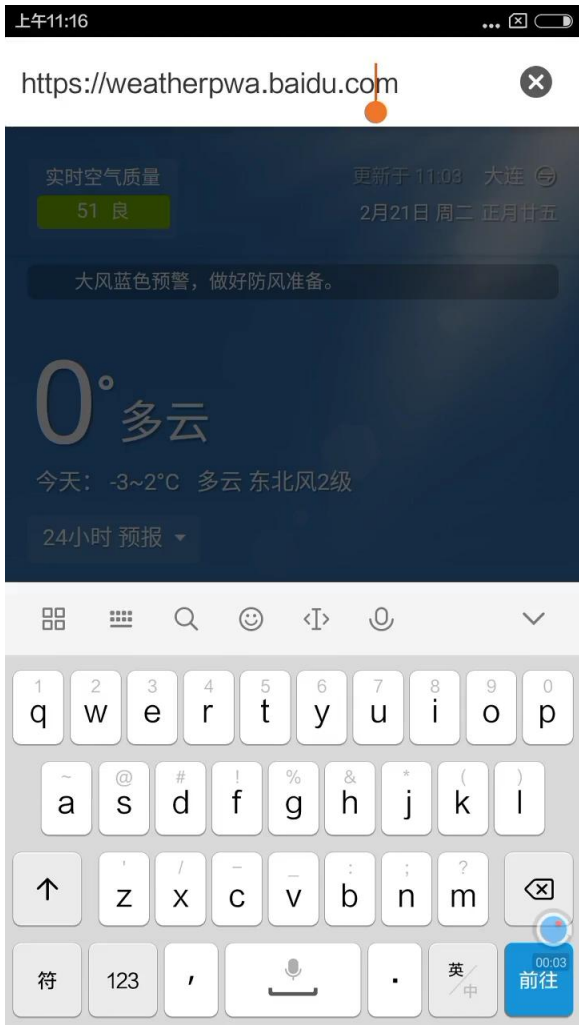 上午11:16
https://weatherpwa.baidu.com
实时空气质量
更新于 11:03 大连
51 良
2月21日 周二 正月廿五
大风蓝色预警，做好防风准备。
0°多云
今天： -3~2°C 多云 东北风2级
24小时 预报
1 2 3 4 5 6 7 8 9 0
q w e r t y u i o p
~ @ # ! % & * ( )
a s d f g h j k l
' / - _ : ; ?
z x c v b n m
符 123 , . 英/中 00:03 前往